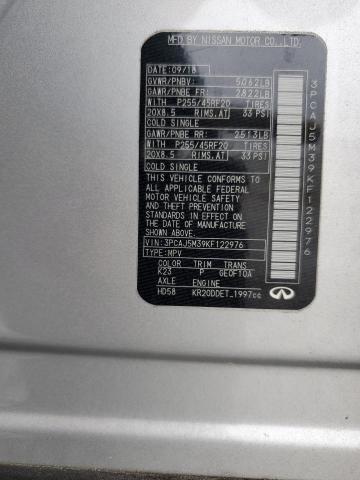 MFD BY NISSAN MOTOR CO.,LTD.
DATE:09/18
GVWR/PNBV: 5062LB
GAWR/PNBE FR: 2822LB
WITH P255/45RF20 TIRES
20X8.5 RIMS.AT 33 PSI
COLD SINGLE
GAWR/PNBE RR: 2513LB
WITH P255/45RF20 TIRES
20X8.5 RIMS.AT 33 PSI
COLD SINGLE
THIS VEHICLE CONFORMS TO ALL
APPLICABLE FEDERAL
MOTOR VEHICLE SAFETY
AND THEFT PREVENTION
STANDARDS IN EFFECT ON THE
DATE OF MANUFACTURE
SHOWN ABOVE.
VIN:3PCAJ5M39KF122976
TYPE:MPV
COLOR TRIM TRANS
K23 P GE0F10A
AXLE ENGINE
HD58 KR20DDET 1997cc
INFINITI
3PCAJ5M39KF122976